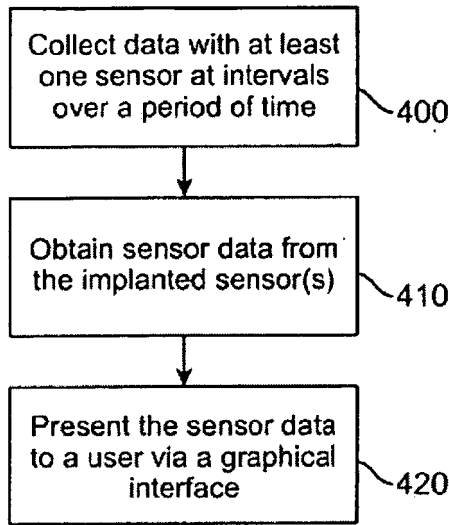 Collect data with at least
one sensor at intervals
over a period of time
400
Obtain sensor data from
the implanted sensor(s)
410
Present the sensor data
to a user via a graphical
interface
420